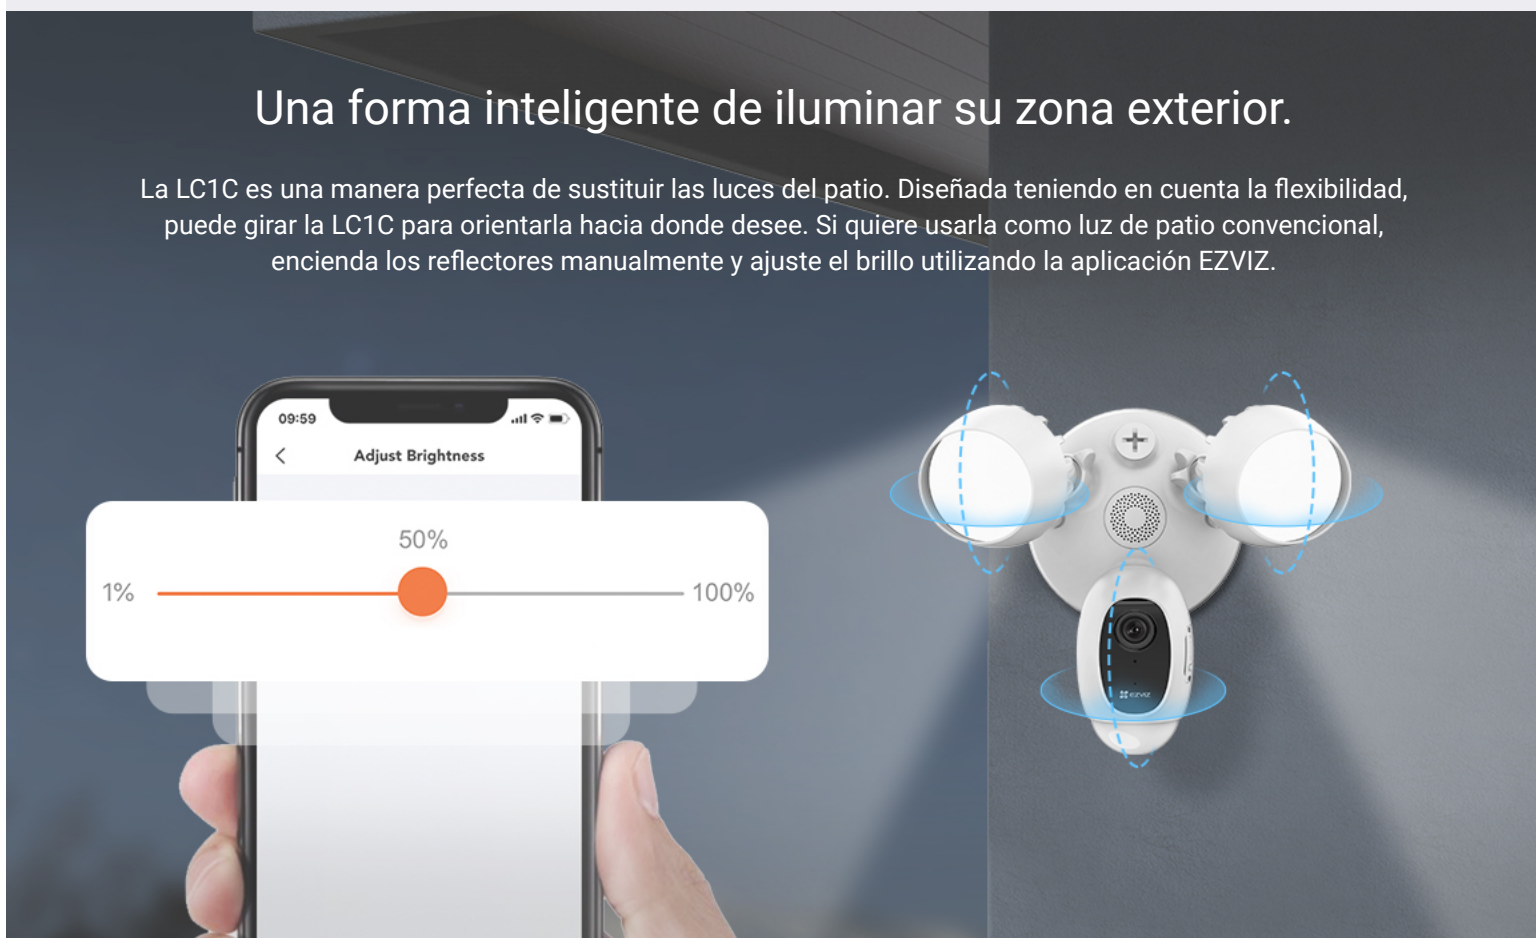 Una forma inteligente de iluminar su zona exterior.
La LC1C es una manera perfecta de sustituir las luces del patio. Diseñada teniendo en cuenta la flexibilidad,
puede girar la LC1C para orientarla hacia donde desee. Si quiere usarla como luz de patio convencional,
encienda los reflectores manualmente y ajuste el brillo utilizando la aplicación EZVIZ.
09:59
Adjust Brightness
50%
1%
100%
EZVIZ